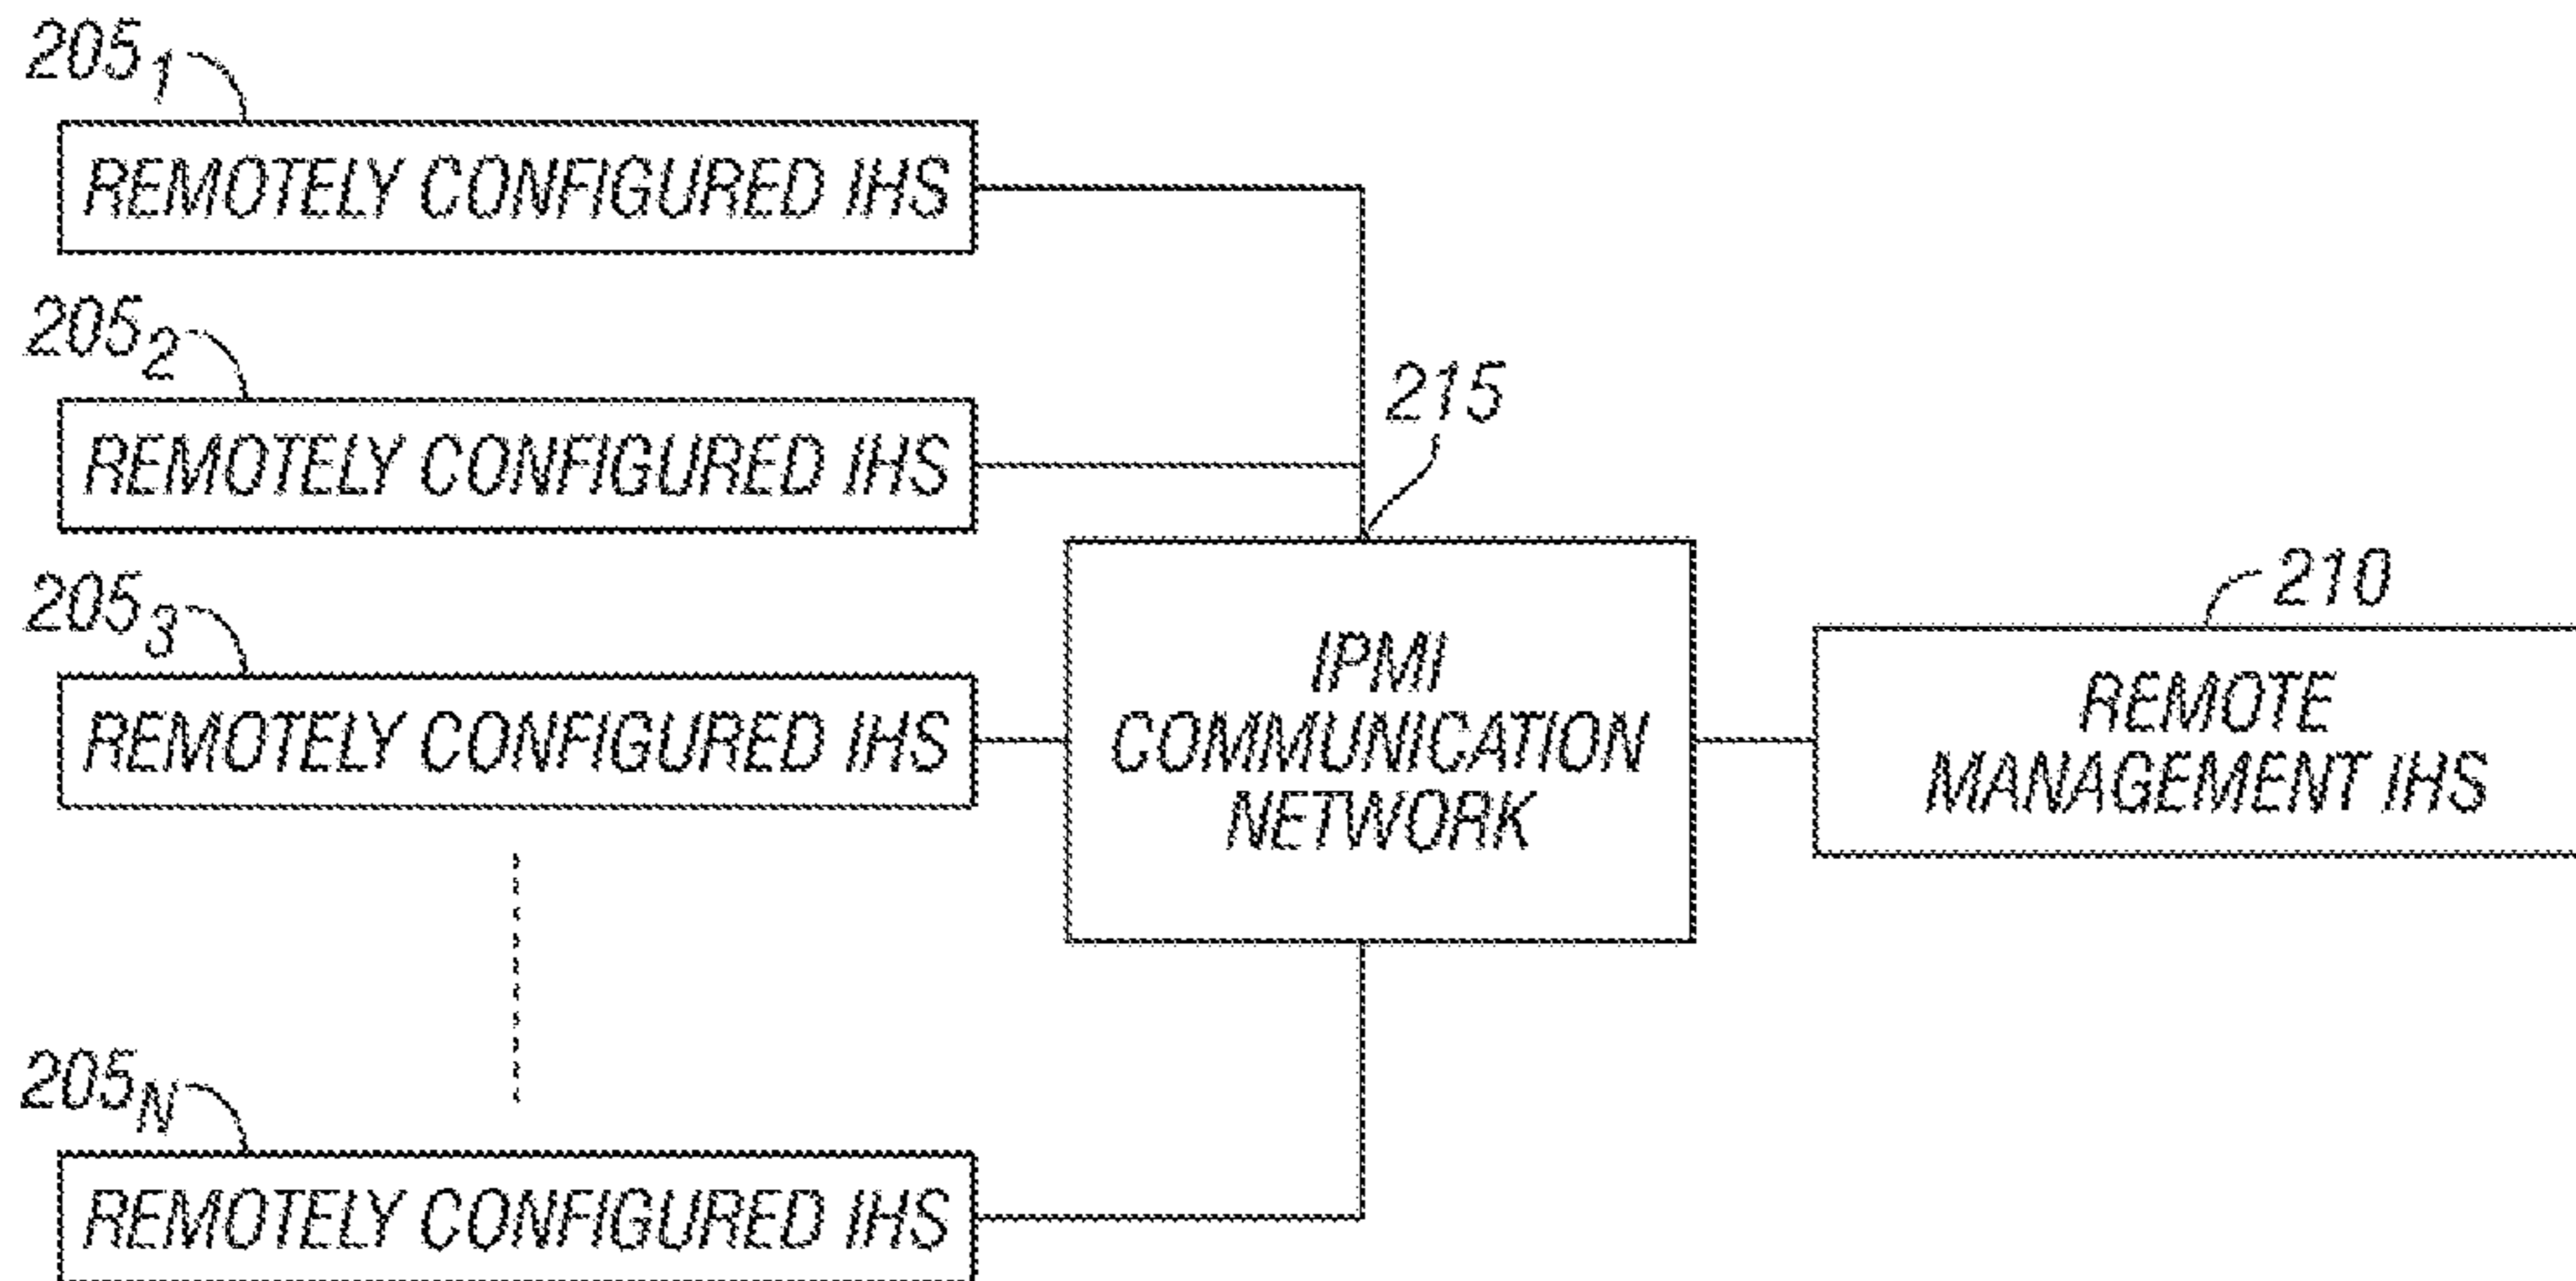 205₁
REMOTELY CONFIGURED IHS
205₂
REMOTELY CONFIGURED IHS
215
205₃
REMOTELY CONFIGURED IHS
IPMI
COMMUNICATION
NETWORK
210
REMOTE
MANAGEMENT IHS
205_N
REMOTELY CONFIGURED IHS